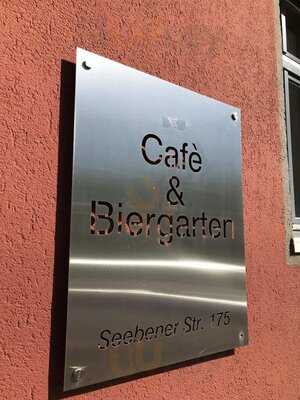 Cafè
&
Biergarten
Seebener Str. 175